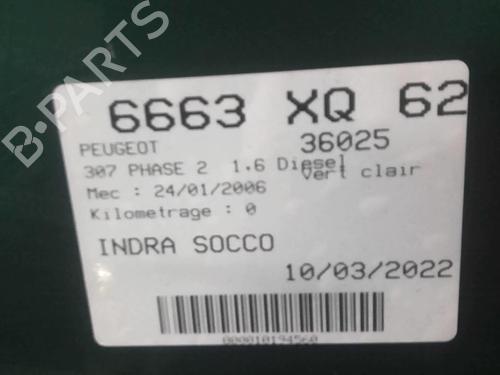 B-PARTS
6663 XQ 62
PEUGEOT 36025
307 PHASE 2 1.6 Diesel
Vert clair
Mec : 24/01/2006
Kilometrage : 0
INDRA SOCCO
10/03/2022
000010194560